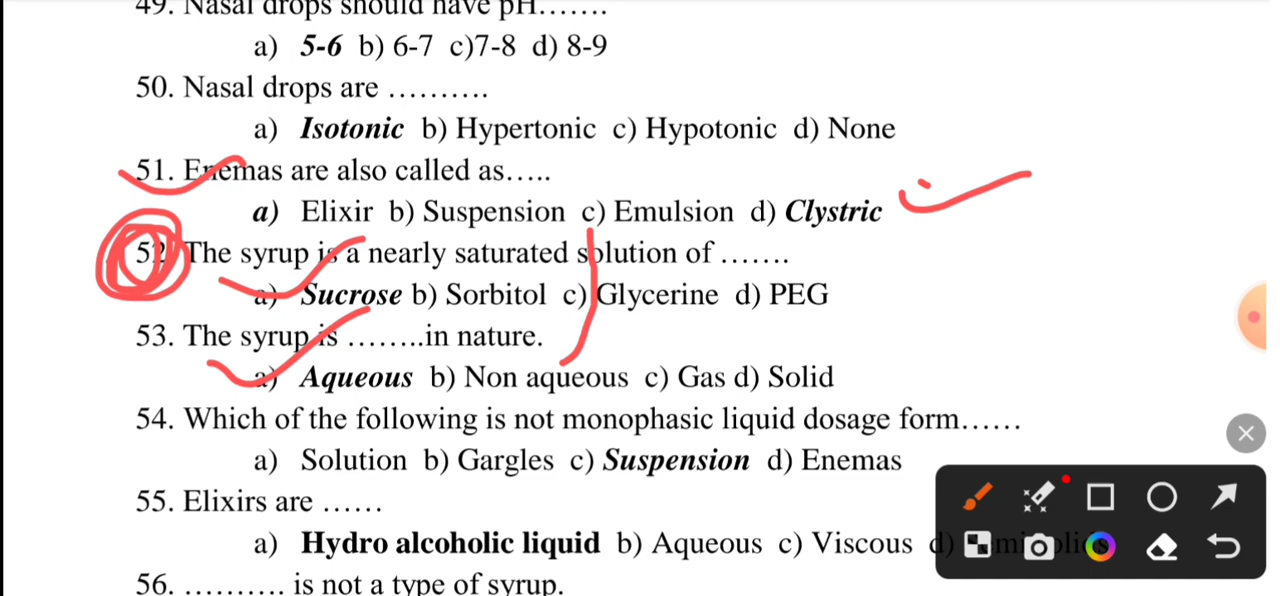 49. Nasal drops should have pH.......
a) 5-6 b) 6-7 c)7-8 d) 8-9
50. Nasal drops are ..........
a) Isotonic b) Hypertonic c) Hypotonic d) None
51. Enemas are also called as.....
a) Elixir b) Suspension c) Emulsion d) Clystric
52. The syrup is a nearly saturated solution of .......
a) Sucrose b) Sorbitol c) Glycerine d) PEG
53. The syrup is ........in nature.
a) Aqueous b) Non aqueous c) Gas d) Solid
54. Which of the following is not monophasic liquid dosage form......
a) Solution b) Gargles c) Suspension d) Enemas
55. Elixirs are ......
a) Hydro alcoholic liquid b) Aqueous c) Viscous d)
56. .......... is not a type of syrup.